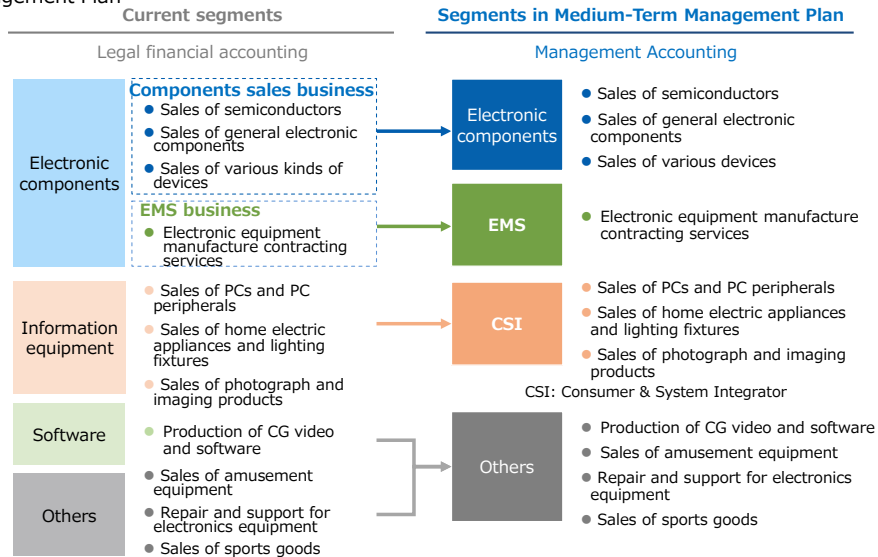 Current segments
Legal financial accounting
Electronic
components
Components sales business
● Sales of semiconductors
● Sales of general electronic
components
● Sales of various kinds of
devices
EMS business
● Electronic equipment
manufacture contracting
services
Information
equipment
● Sales of PCs and PC
peripherals
● Sales of home electric
appliances and lighting
fixtures
● Sales of photograph and
imaging products
Software
● Production of CG video
and software
Others
● Sales of amusement
equipment
● Repair and support for
electronics equipment
● Sales of sports goods
Segments in Medium-Term Management Plan
Management Accounting
Electronic
components
● Sales of semiconductors
● Sales of general electronic
components
● Sales of various devices
EMS
● Electronic equipment manufacture
contracting services
CSI
● Sales of PCs and PC peripherals
● Sales of home electric appliances
and lighting fixtures
● Sales of photograph and imaging
products
CSI: Consumer & System Integrator
Others
● Production of CG video and software
● Sales of amusement equipment
● Repair and support for electronics
equipment
● Sales of sports goods